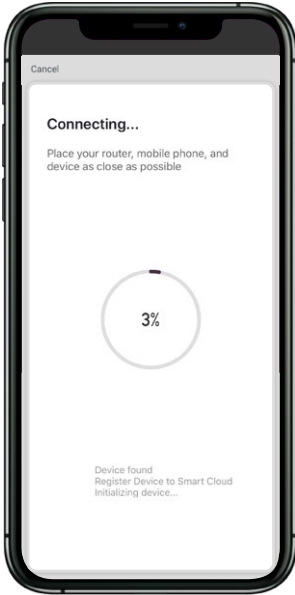 Cancel
Connecting...
Place your router, mobile phone, and
device as close as possible
3%
Device found
Register Device to Smart Cloud
Initializing device...